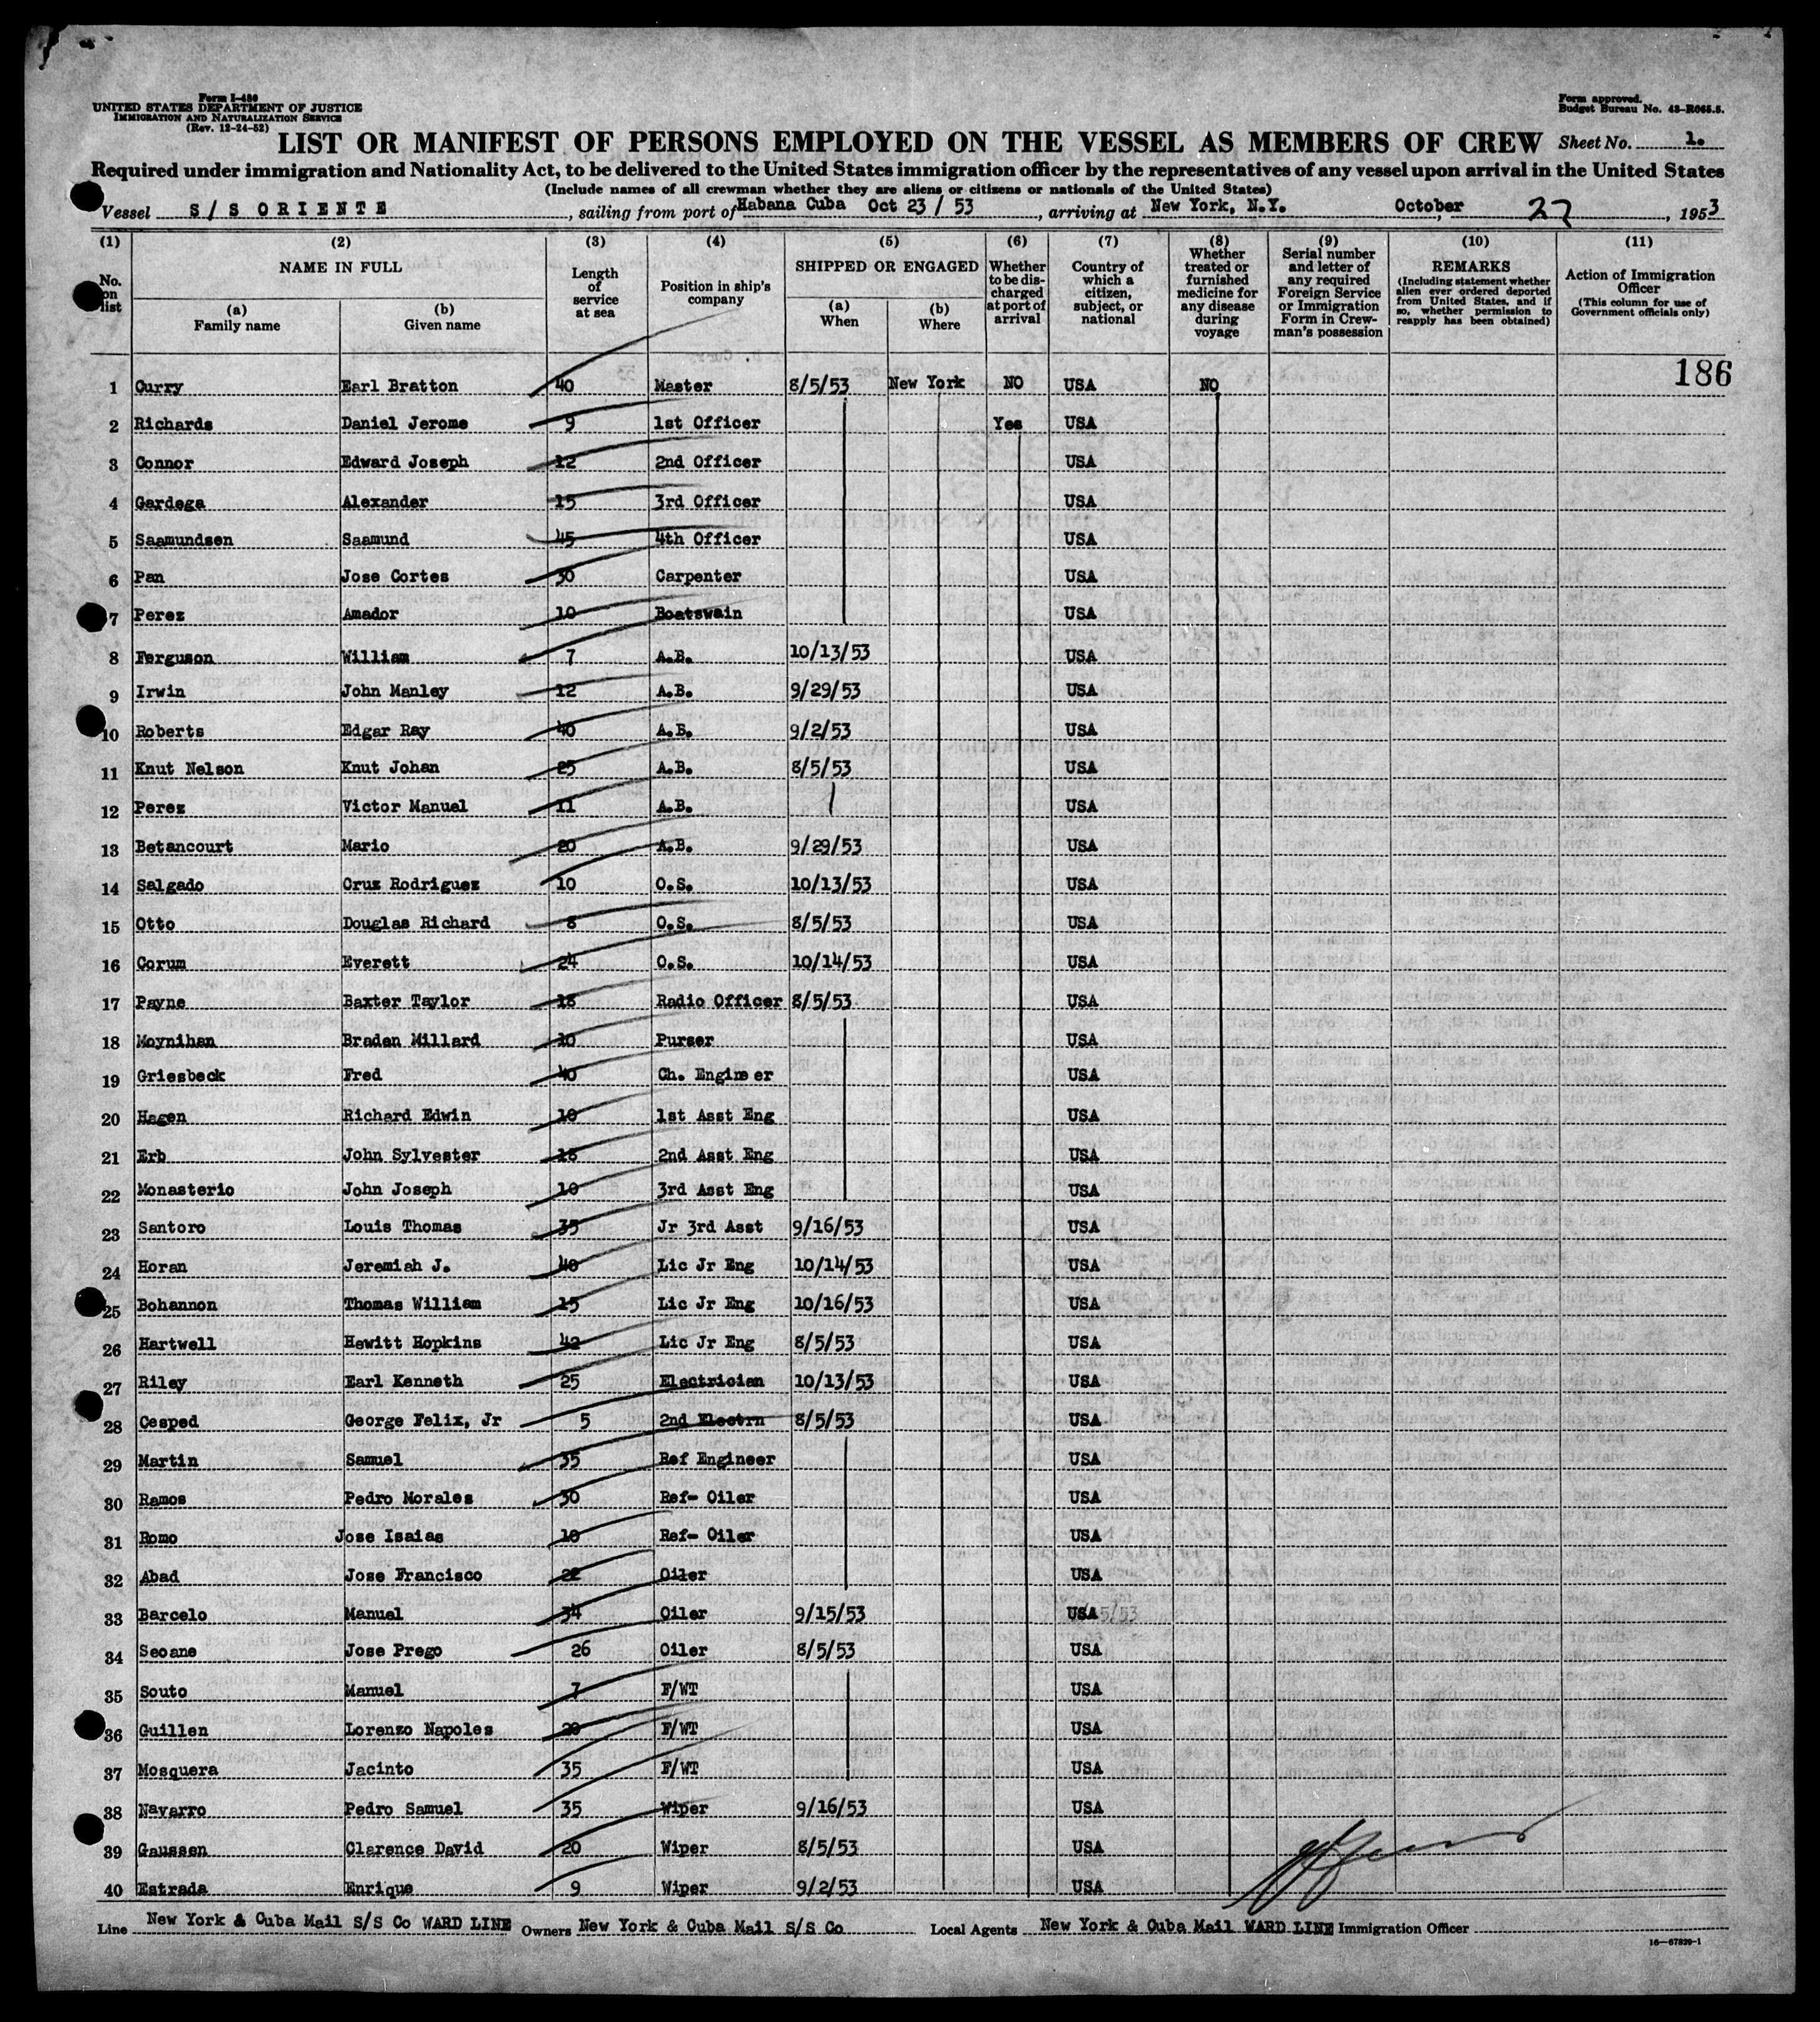 Form I-480
UNITED STATES DEPARTMENT OF JUSTICE
IMMIGRATION AND NATURALIZATION SERVICE
(Rev. 12-24-52)
Form approved.
Budget Bureau No. 43-R065.5.
LIST OR MANIFEST OF PERSONS EMPLOYED ON THE VESSEL AS MEMBERS OF CREW Sheet No. 1.
Required under immigration and Nationality Act, to be delivered to the United States immigration officer by the representatives of any vessel upon arrival in the United States
(Include names of all crewman whether they are aliens or citizens or nationals of the United States)
Vessel S/S ORIENTE, sailing from port of Habana Cuba Oct 23 / 53, arriving at New York, N.Y. October 27, 1953
(1) (2) (3) (4) (5) (6) (7) (8) (9) (10) (11)
No. on list
NAME IN FULL
(a) Family name
(b) Given name
Length of service at sea
Position in ship's company
SHIPPED OR ENGAGED
(a) When
(b) Where
Whether to be discharged at port of arrival
Country of which a citizen, subject, or national
Whether treated or furnished medicine for any disease during voyage
Serial number and letter of any required Foreign Service or Immigration Form in Crewman's possession
REMARKS
(Including statement whether alien ever ordered deported from United States, and if so, whether permission to reapply has been obtained)
Action of Immigration Officer
(This column for use of Government officials only)
186
1 Curry Earl Bratton 40 Master 8/5/53 New York NO USA NO
2 Richards Daniel Jerome 9 1st Officer Yes USA
3 Connor Edward Joseph 12 2nd Officer USA
4 Gardega Alexander 15 3rd Officer USA
5 Saamundsen Saamund 45 4th Officer USA
6 Pan Jose Cortes 30 Carpenter USA
7 Perez Amador 10 Boatswain USA
8 Ferguson William 7 A.B. 10/13/53 USA
9 Irwin John Manley 12 A.B. 9/29/53 USA
10 Roberts Edgar Ray 40 A.B. 9/2/53 USA
11 Knut Nelson Knut Johan 25 A.B. 8/5/53 USA
12 Perez Victor Manuel 11 A.B. USA
13 Betancourt Mario 20 A.B. 9/29/53 USA
14 Salgado Cruz Rodriguez 10 O.S. 10/13/53 USA
15 Otto Douglas Richard 8 O.S. 8/5/53 USA
16 Corum Everett 24 O.S. 10/14/53 USA
17 Payne Baxter Taylor 18 Radio Officer 8/5/53 USA
18 Moynihan Braden Millard 10 Purser USA
19 Griesbeck Fred 40 Ch. Engineer USA
20 Hagen Richard Edwin 10 1st Asst Eng USA
21 Erb John Sylvester 18 2nd Asst Eng USA
22 Monasterio John Joseph 10 3rd Asst Eng USA
23 Santoro Louis Thomas 35 Jr 3rd Asst 9/16/53 USA
24 Horan Jeremiah J. 40 Lic Jr Eng 10/14/53 USA
25 Bohannon Thomas William 15 Lic Jr Eng 10/16/53 USA
26 Hartwell Hewitt Hopkins 42 Lic Jr Eng 8/5/53 USA
27 Riley Earl Kenneth 25 Electrician 10/13/53 USA
28 Cesped George Felix, Jr 5 2nd Electrn 8/5/53 USA
29 Martin Samuel 35 Ref Engineer USA
30 Ramos Pedro Morales 30 Ref- Oiler USA
31 Romo Jose Isaias 10 Ref- Oiler USA
32 Abad Jose Francisco 22 Oiler USA
33 Barcelo Manuel 34 Oiler 9/15/53 USA
34 Seoane Jose Prego 26 Oiler 8/5/53 USA
35 Souto Manuel 7 F/WT USA
36 Guillen Lorenzo Napoles 20 F/WT USA
37 Mosquera Jacinto 35 F/WT USA
38 Navarro Pedro Samuel 35 Wiper 9/16/53 USA
39 Gaussen Clarence David 20 Wiper 8/5/53 USA
40 Estrada Enrique 9 Wiper 9/2/53 USA
Line New York & Cuba Mail S/S Co WARD LINE Owners New York & Cuba Mail S/S Co Local Agents New York & Cuba Mail WARD LINE Immigration Officer
16—67829-1